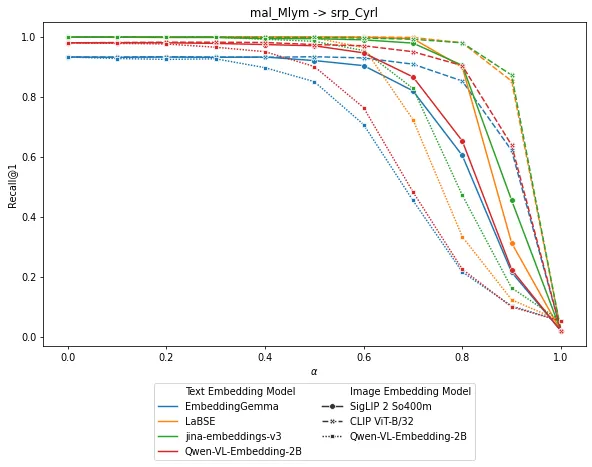 mal_Mlym -> srp_Cyrl
Recall@1
1.0
0.8
0.6
0.4
0.2
0.0
0.0 0.2 0.4 0.6 0.8 1.0
α
Text Embedding Model
EmbeddingGemma
LaBSE
jina-embeddings-v3
Qwen-VL-Embedding-2B
Image Embedding Model
SigLIP 2 So400m
CLIP ViT-B/32
Qwen-VL-Embedding-2B